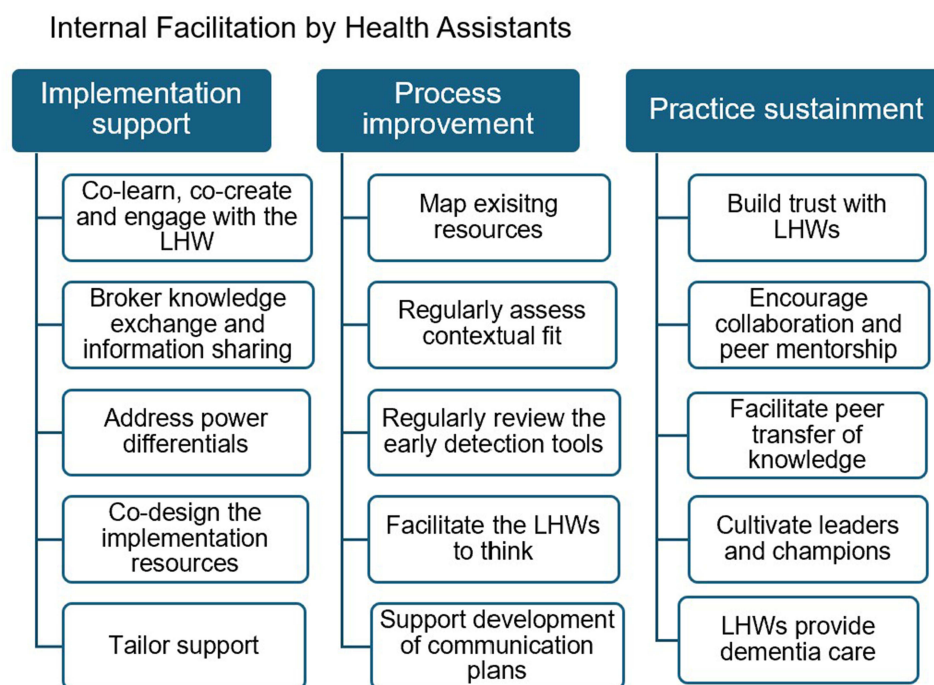 Internal Facilitation by Health Assistants
Implementation
support
Co-learn, co-create
and engage with the
LHW
Broker knowledge
exchange and
information sharing
Address power
differentials
Co-design the
implementation
resources
Tailor support
Process
improvement
Map exisitng
resources
Regularly assess
contextual fit
Regularly review the
early detection tools
Facilitate the LHWs
to think
Support development
of communication
plans
Practice sustainment
Build trust with
LHWs
Encourage
collaboration and
peer mentorship
Facilitate peer
transfer of
knowledge
Cultivate leaders
and champions
LHWs provide
dementia care